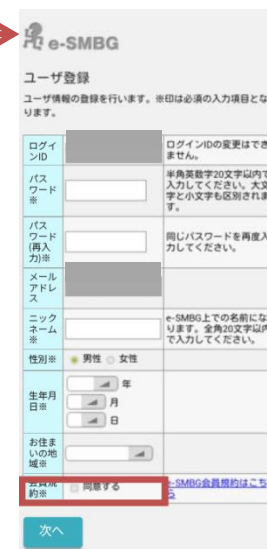 e-SMBG
ユーザ登録
ユーザ情報の登録を行います。※印は必須の入力項目とな
ります。
ログイ
ンID
ログインIDの変更はでき
ません。
パス
ワード
※
半角英数字20文字以内で
入力してください。大文
字と小文字も区別されま
す。
パス
ワード
(再入
力)※
同じパスワードを再度入
力してください。
メール
アドレ
ス
ニック
ネーム
※
e-SMBG上での名前にな
ります。全角20文字以内
で入力してください。
性別※
男性 女性
生年月
日※
年
月
日
お住ま
いの地
域※
会員規
約※
同意する
e-SMBG会員規約はこち
ら
次へ